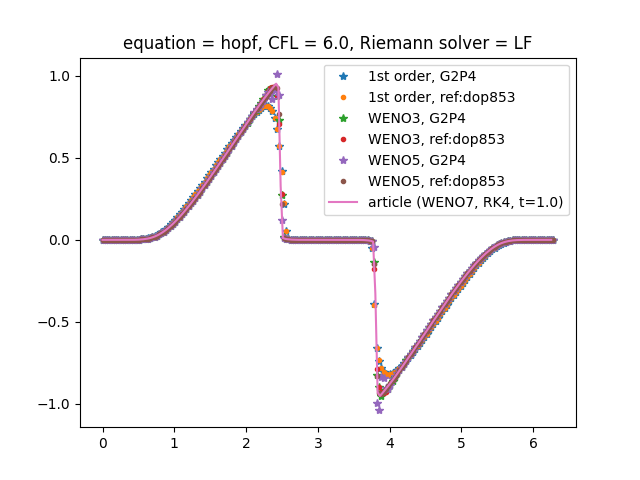 equation = hopf, CFL = 6.0, Riemann solver = LF
1.0
0.5
0.0
−0.5
−1.0
1st order, G2P4
1st order, ref:dop853
WENO3, G2P4
WENO3, ref:dop853
WENO5, G2P4
WENO5, ref:dop853
article (WENO7, RK4, t=1.0)
0 1 2 3 4 5 6